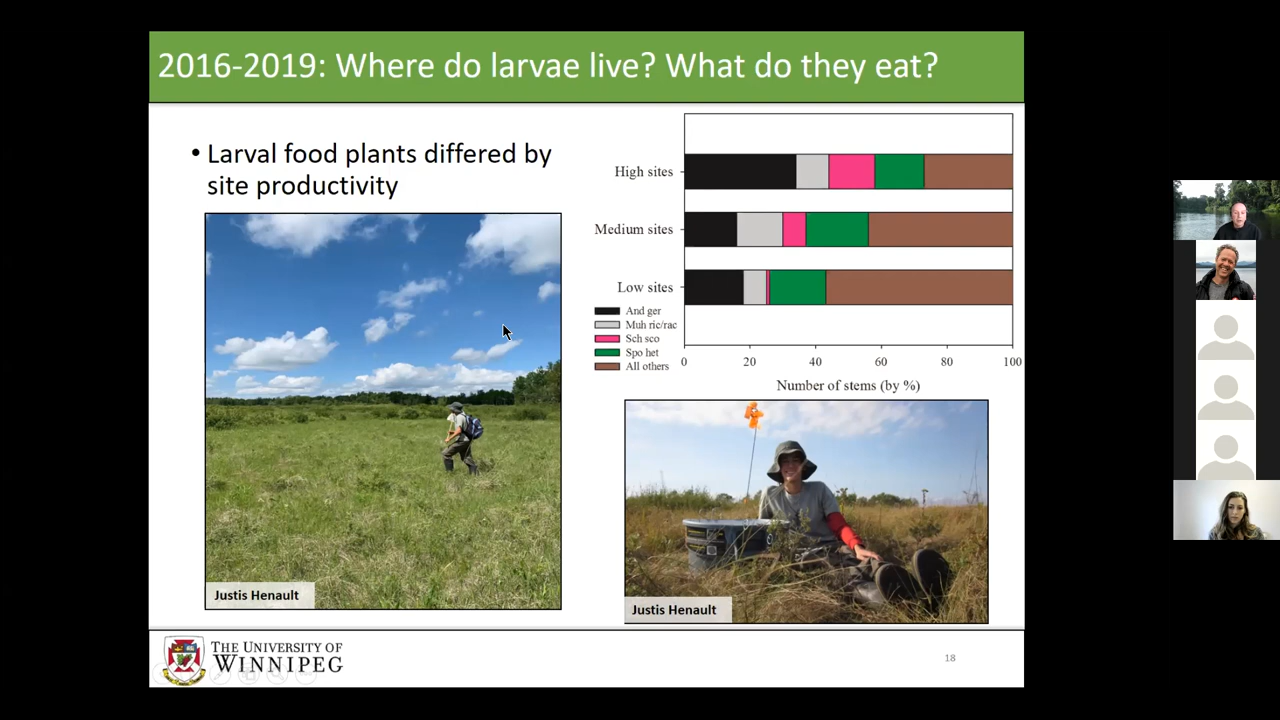 2016-2019: Where do larvae live? What do they eat?
• Larval food plants differed by
site productivity
High sites
Medium sites
Low sites
And ger
Muh ric/rac
Sch sco
Spo het
All others
0 20 40 60 80 100
Number of stems (by %)
Justis Henault
Justis Henault
THE UNIVERSITY OF
WINNIPEG
18